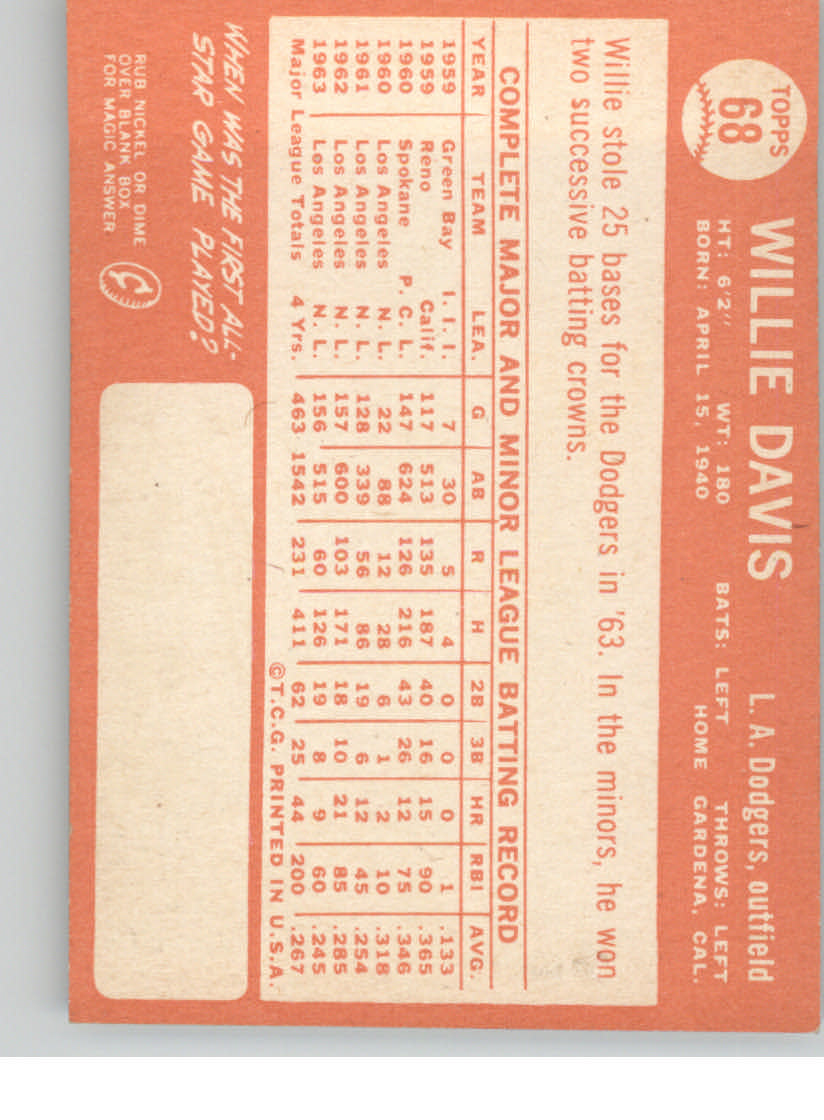 TOPPS
68
WILLIE DAVIS L. A. Dodgers, outfield
HT: 6'2" WT: 180 BATS: LEFT THROWS: LEFT
BORN: APRIL 15, 1940 HOME GARDENA, CAL.
Willie stole 25 bases for the Dodgers in '63. In the minors, he won
two successive batting crowns.
COMPLETE MAJOR AND MINOR LEAGUE BATTING RECORD
YEAR TEAM LEA. G AB R H 2B 3B HR RBI AVG.
1959 Green Bay I. I. I. 7 30 5 4 0 0 0 1 .133
1959 Reno Calif. 117 513 135 187 40 16 15 90 .365
1960 Spokane P. C. L. 147 624 126 216 43 26 12 75 .346
1960 Los Angeles N. L. 22 88 12 28 6 1 2 10 .318
1961 Los Angeles N. L. 128 339 56 86 19 6 12 45 .254
1962 Los Angeles N. L. 157 600 103 171 18 10 21 85 .285
1963 Los Angeles N. L. 156 515 60 126 19 8 9 60 .245
Major League Totals 4 Yrs. 463 1542 231 411 62 25 44 200 .267
©T.C.G. PRINTED IN U.S.A.
WHEN WAS THE FIRST ALL-
STAR GAME PLAYED?
RUB NICKEL OR DIME
OVER BLANK BOX
FOR MAGIC ANSWER